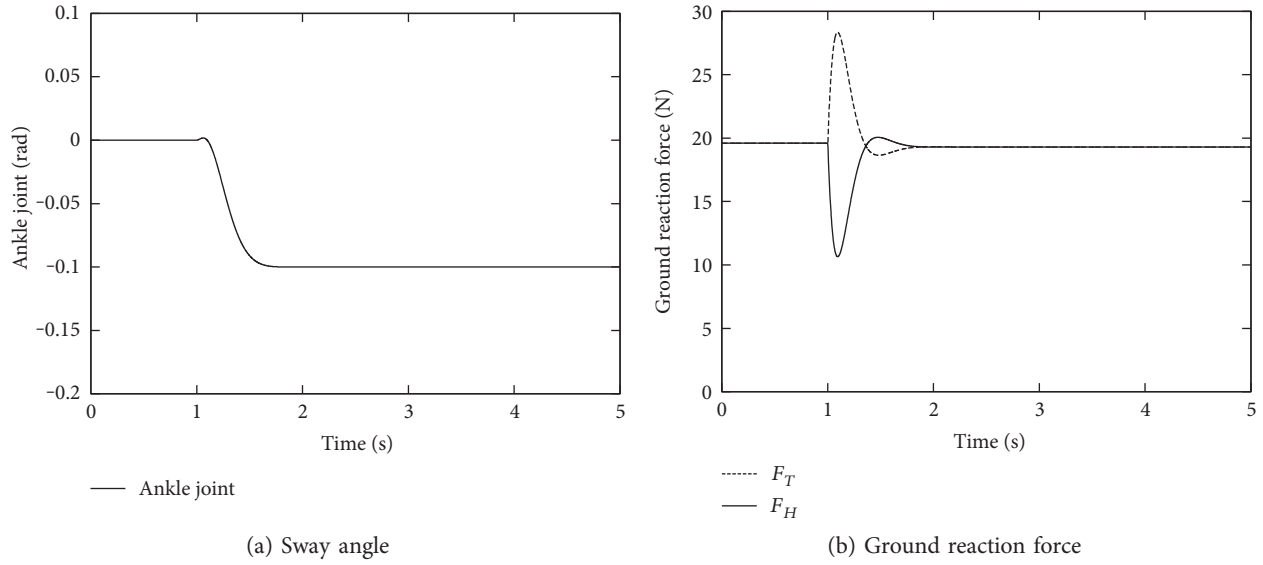 0.1
0.05
0
−0.05
−0.1
−0.15
−0.2
Ankle joint (rad)
0 1 2 3 4 5
Time (s)
Ankle joint
(a) Sway angle
30
25
20
15
10
5
0
Ground reaction force (N)
0 1 2 3 4 5
Time (s)
F_T
F_H
(b) Ground reaction force